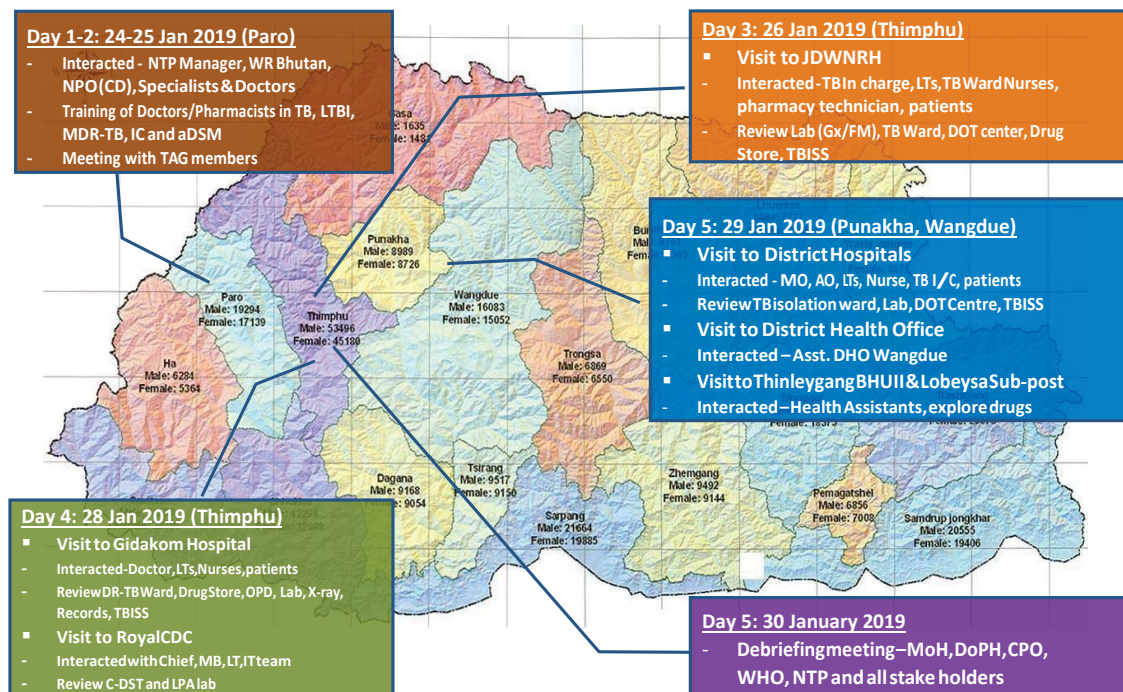 Day 1-2: 24-25 Jan 2019 (Paro)
- Interacted - NTP Manager, WR Bhutan,
NPO (CD), Specialists & Doctors
- Training of Doctors/Pharmacists in TB, LTBI,
MDR-TB, IC and aDSM
- Meeting with TAG members
Day 3: 26 Jan 2019 (Thimphu)
▪ Visit to JDWNRH
- Interacted -TB In charge, LTs, TB Ward Nurses,
pharmacy technician, patients
- Review Lab (Gx/FM), TB Ward, DOT center, Drug
Store, TBISS
Male: 1635
Punakha
Male: 8989
Female: 8726
Day 5: 29 Jan 2019 (Punakha, Wangdue)
▪ Visit to District Hospitals
- Interacted - MO, AO, LTs, Nurse, TB I/C, patients
- Review TB isolation ward, Lab, DOT Centre, TBISS
▪ Visit to District Health Office
- Interacted – Asst. DHO Wangdue
▪ Visit to Thinleygang BHUII & Lobeysa Sub-post
- Interacted – Health Assistants, explore drugs
Paro
Male: 19294
Female: 17139
Thimphu
Male: 53496
Female: 45180
Wangdue
Male: 16083
Female: 15052
Ha
Male: 6284
Female: 5364
Trongsa
Male: 6869
Female: 6550
Dagana
Male: 9168
Female: 9054
Tsirang
Male: 9517
Female: 9150
Sarpang
Male: 21664
Female: 19885
Zhemgang
Male: 9492
Female: 9144
Pemagatshel
Male: 6856
Female: 7008
Samdrup jongkhar
Male: 20555
Female: 19406
Day 4: 28 Jan 2019 (Thimphu)
▪ Visit to Gidakom Hospital
- Interacted-Doctor, LTs, Nurses, patients
- Review DR-TB Ward, Drug Store, OPD, Lab, X-ray,
Records, TBISS
▪ Visit to Royal CDC
- Interacted with Chief, MB, LT, IT team
- Review C-DST and LPA lab
Day 5: 30 January 2019
- Debriefing meeting – MoH, DoPH, CPO,
WHO, NTP and all stake holders